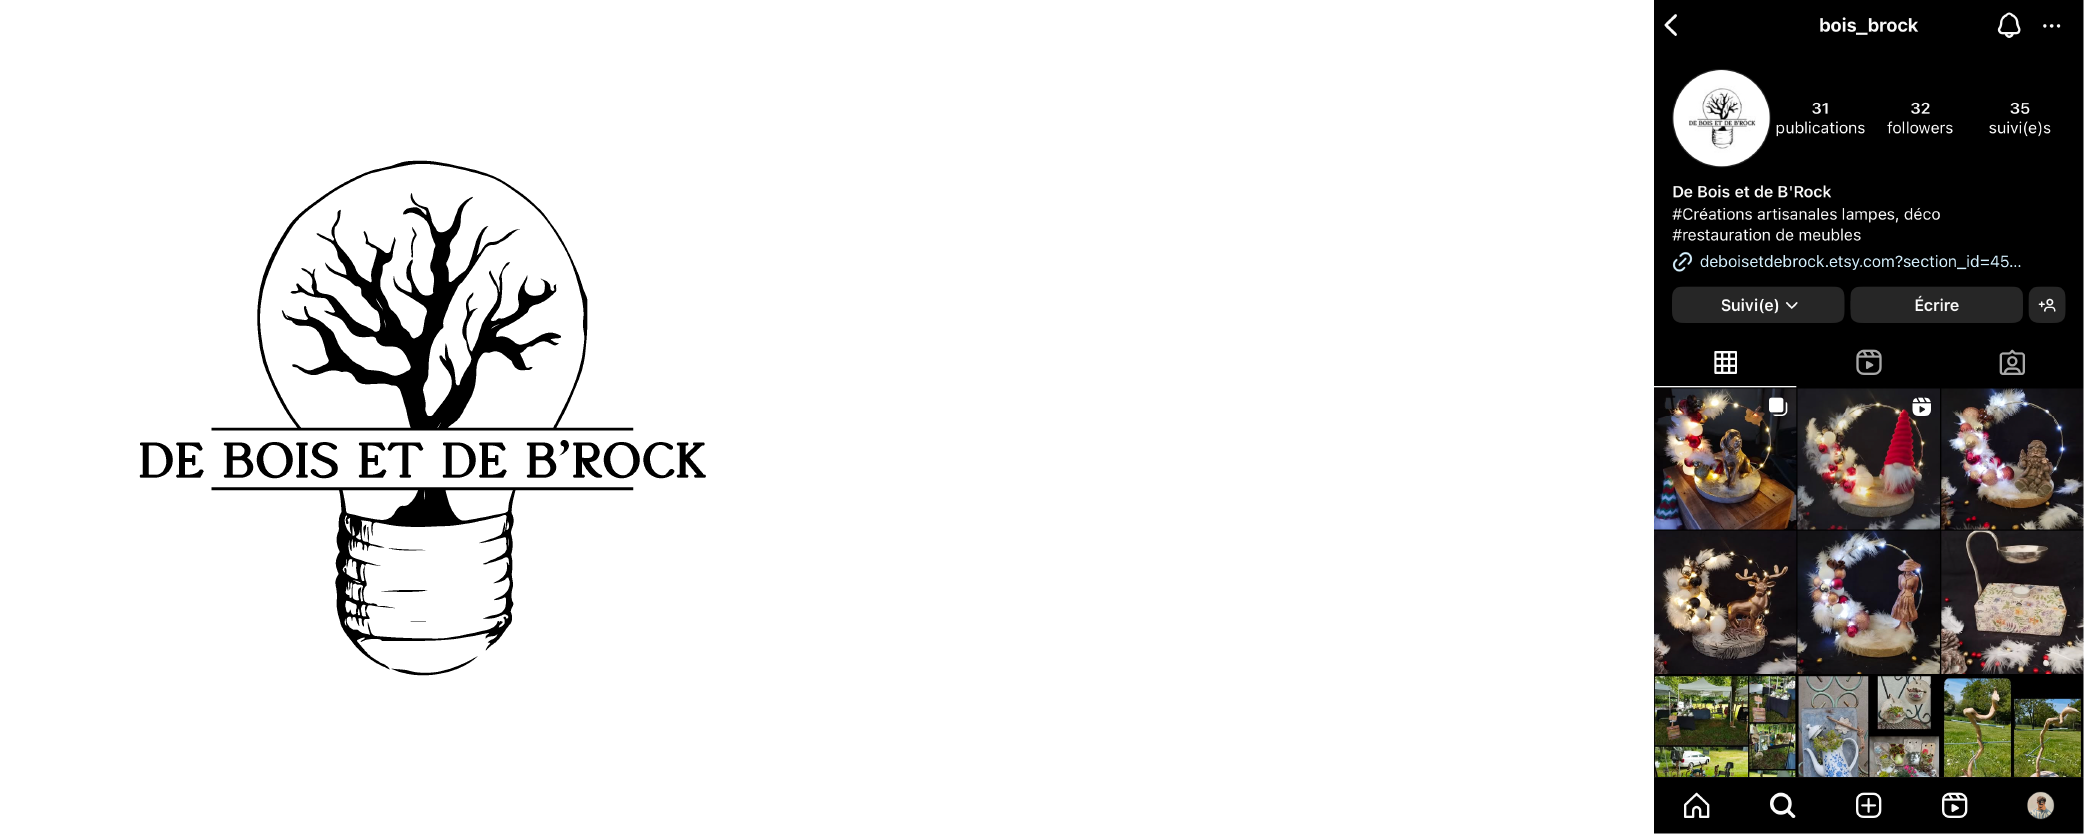 DE BOIS ET DE B’ROCK
bois_brock
DE BOIS ET DE B'ROCK
31
publications
32
followers
35
suivi(e)s
De Bois et de B'Rock
#Créations artisanales lampes, déco
#restauration de meubles
deboisetdebrock.etsy.com?section_id=45...
Suivi(e)
Écrire